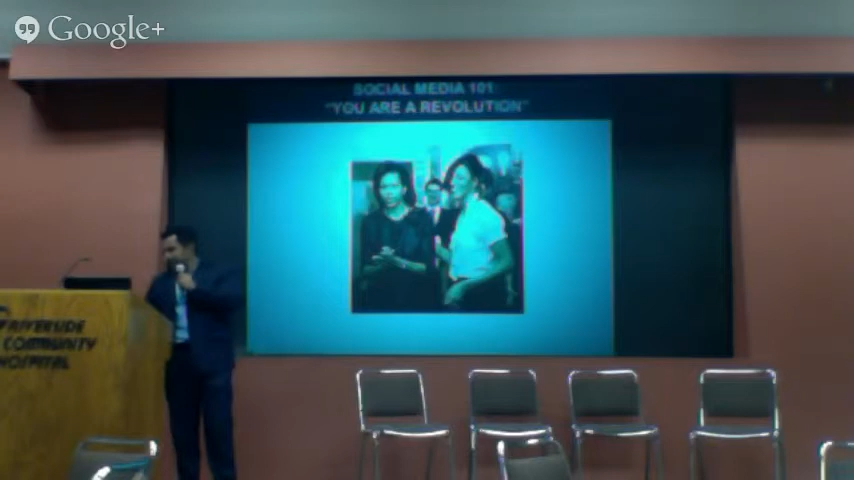 Google+
SOCIAL MEDIA 101:
"YOU ARE A REVOLUTION"
RIVERSIDE
COMMUNITY
HOSPITAL